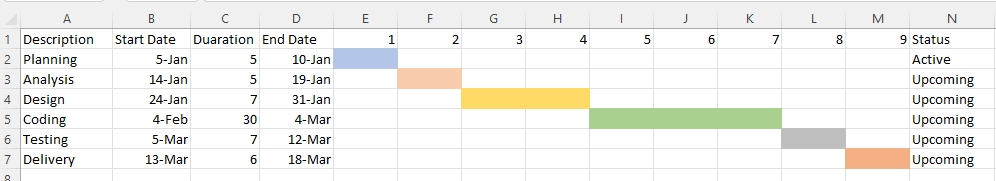 A B C D E F G H I J K L M N
1 Description Start Date Duaration End Date 1 2 3 4 5 6 7 8 9 Status
2 Planning 5-Jan 5 10-Jan Active
3 Analysis 14-Jan 5 19-Jan Upcoming
4 Design 24-Jan 7 31-Jan Upcoming
5 Coding 4-Feb 30 4-Mar Upcoming
6 Testing 5-Mar 7 12-Mar Upcoming
7 Delivery 13-Mar 6 18-Mar Upcoming
8